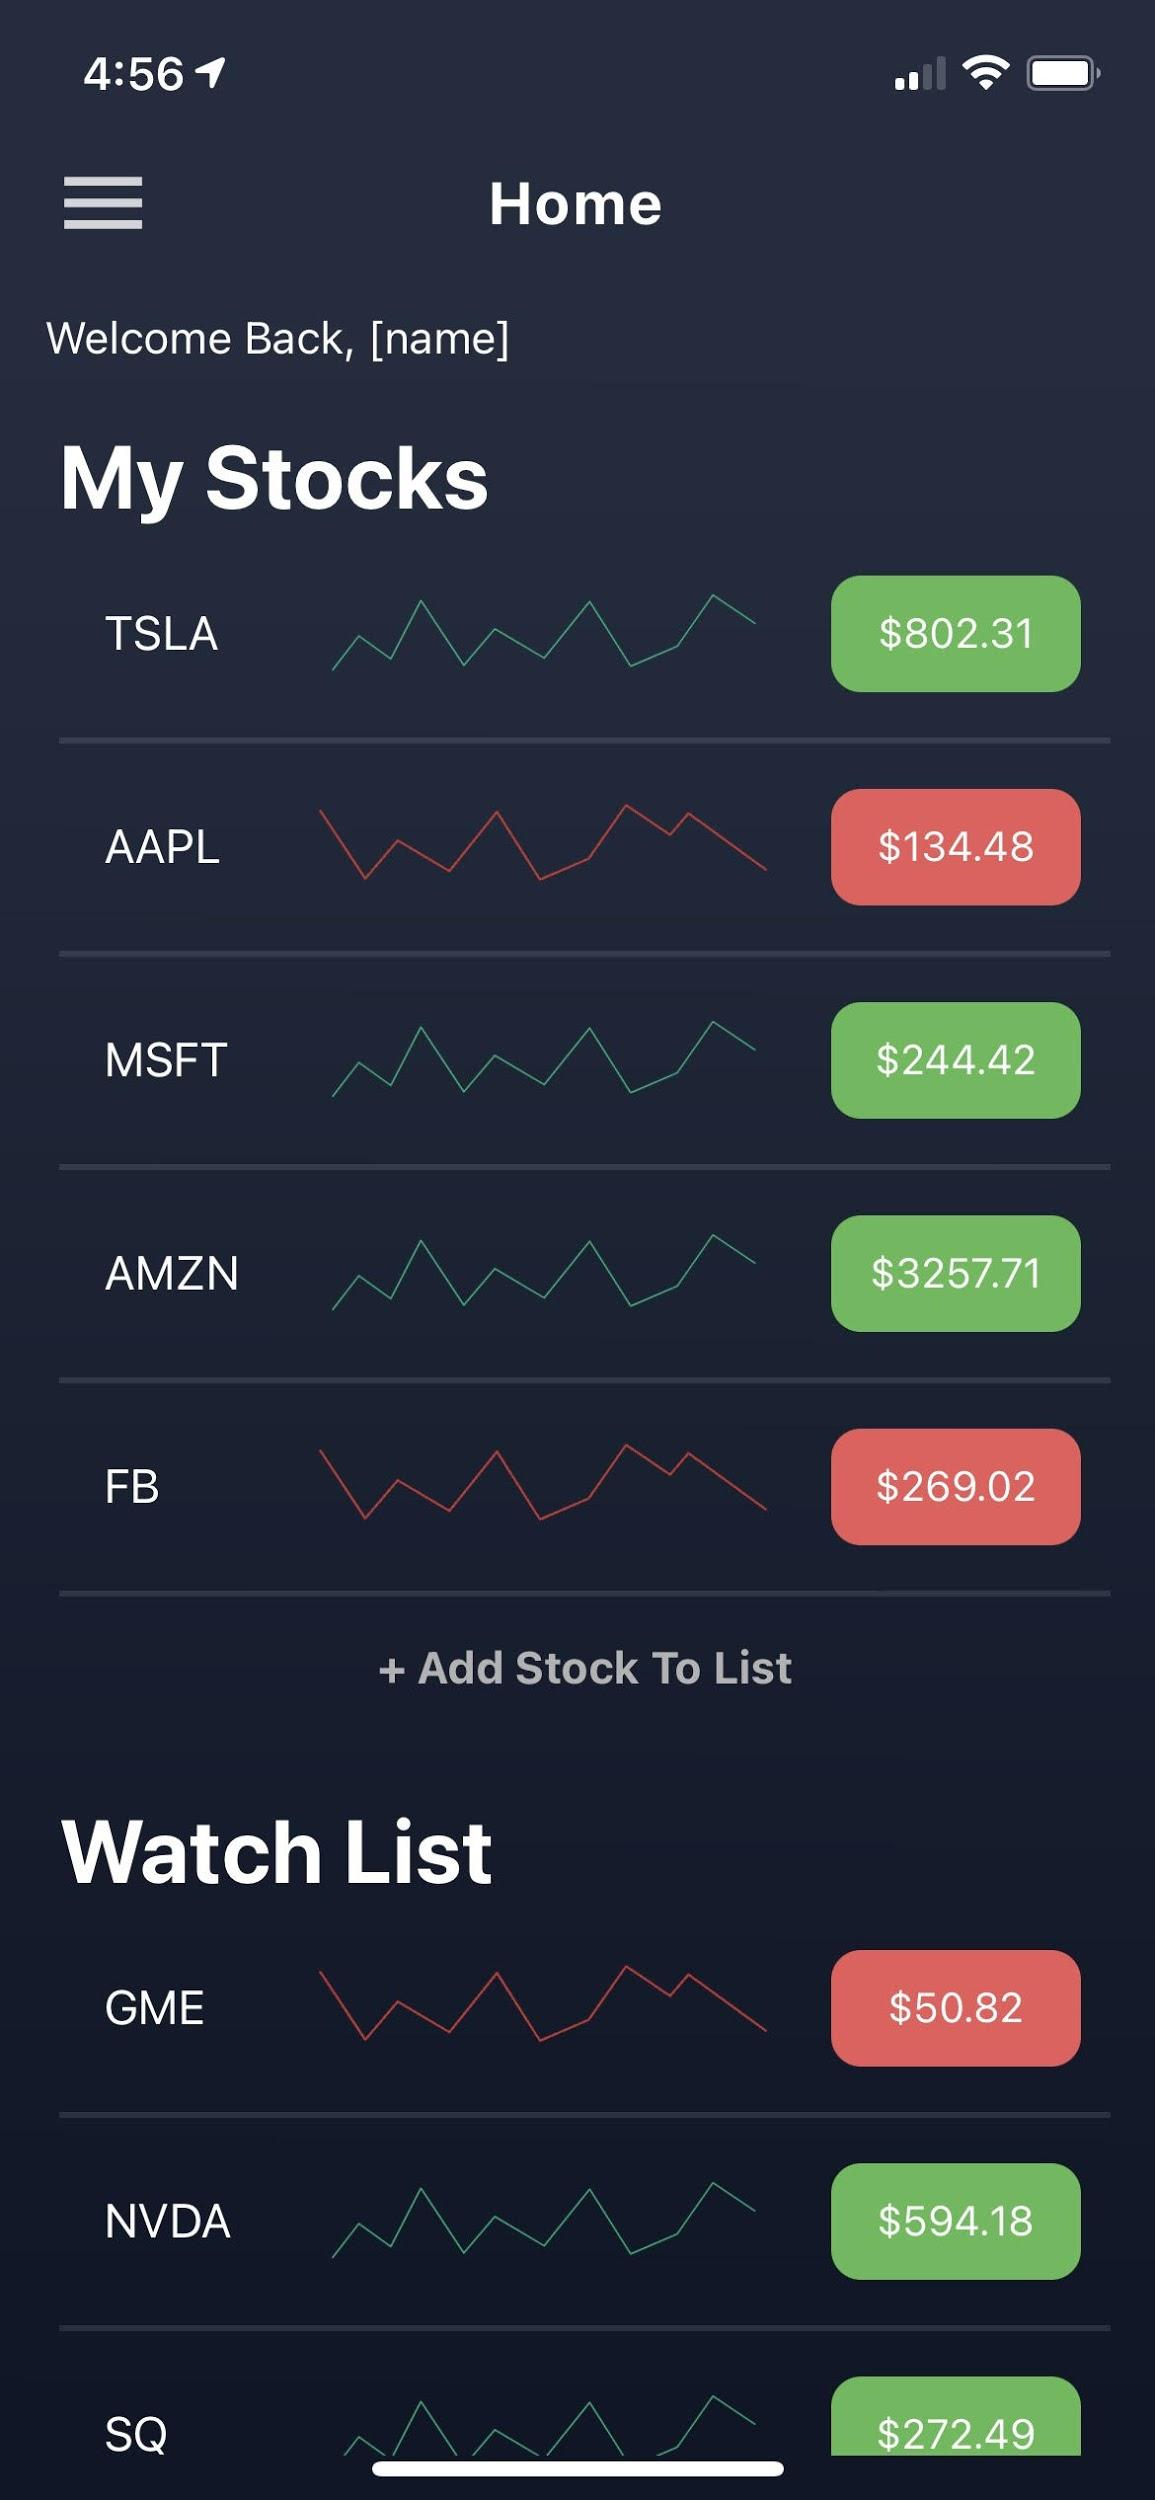 4:56
Home
Welcome Back, [name]
My Stocks
TSLA $802.31
AAPL $134.48
MSFT $244.42
AMZN $3257.71
FB $269.02
+ Add Stock To List
Watch List
GME $50.82
NVDA $594.18
SQ $272.49